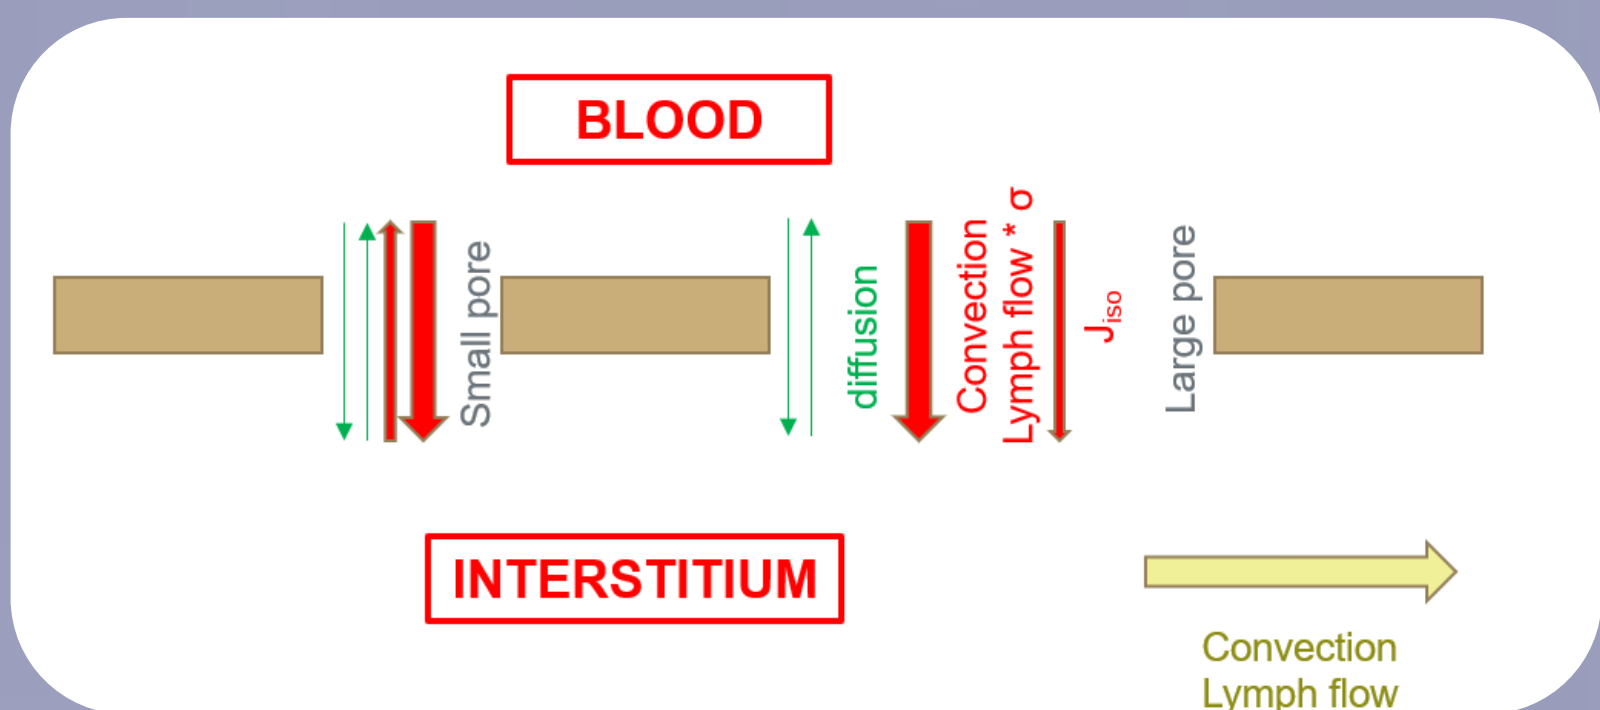 BLOOD
Small pore
diffusion
Convection
Lymph flow * σ
Jiso
Large pore
INTERSTITIUM
Convection
Lymph flow